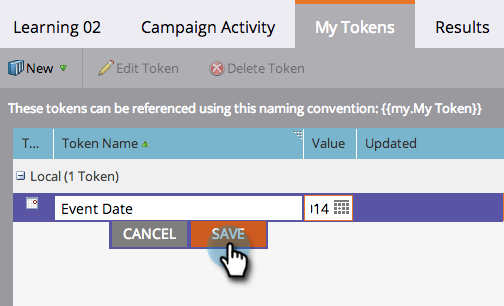 Learning 02 Campaign Activity My Tokens Results
New Edit Token Delete Token
These tokens can be referenced using this naming convention: {{my.My Token}}
T... Token Name Value Updated
Local (1 Token)
Event Date 14
CANCEL SAVE